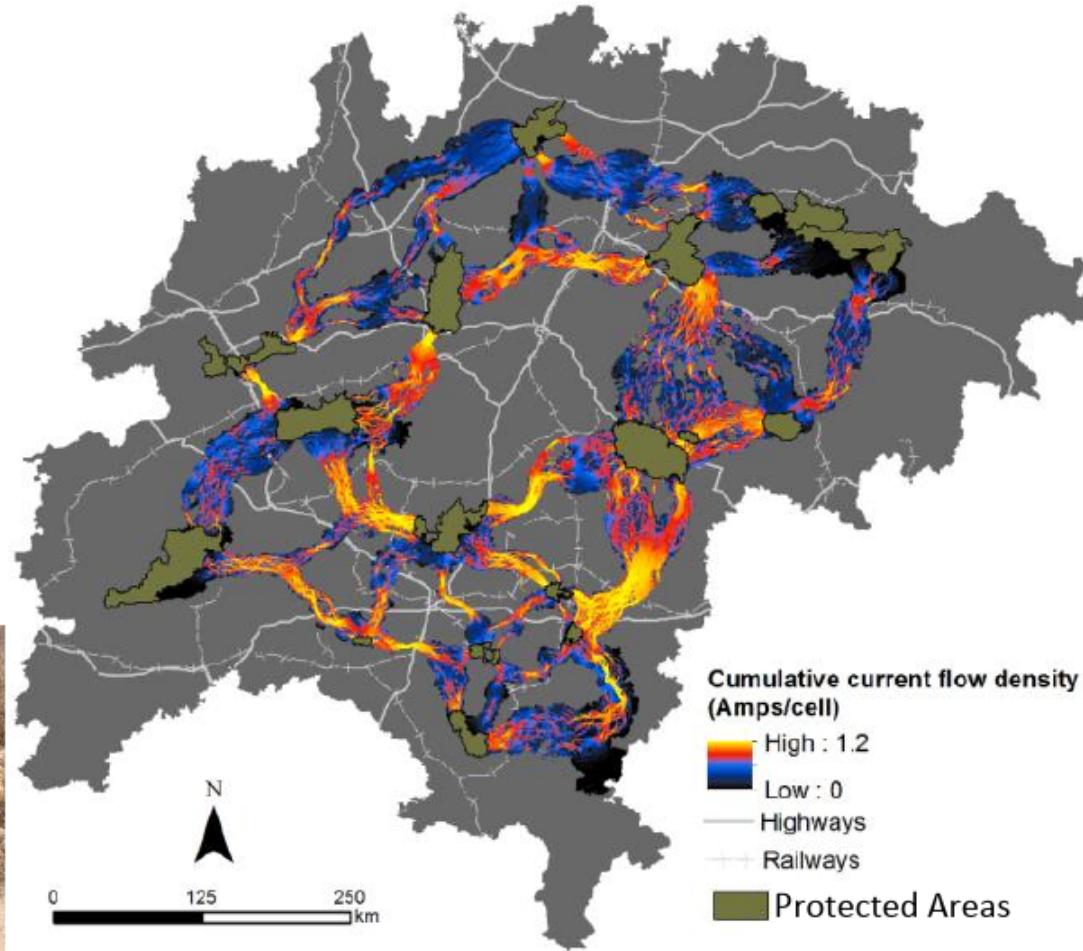 Cumulative current flow density
(Amps/cell)
High : 1.2
Low : 0
Highways
Railways
Protected Areas
N
0 125 250
km